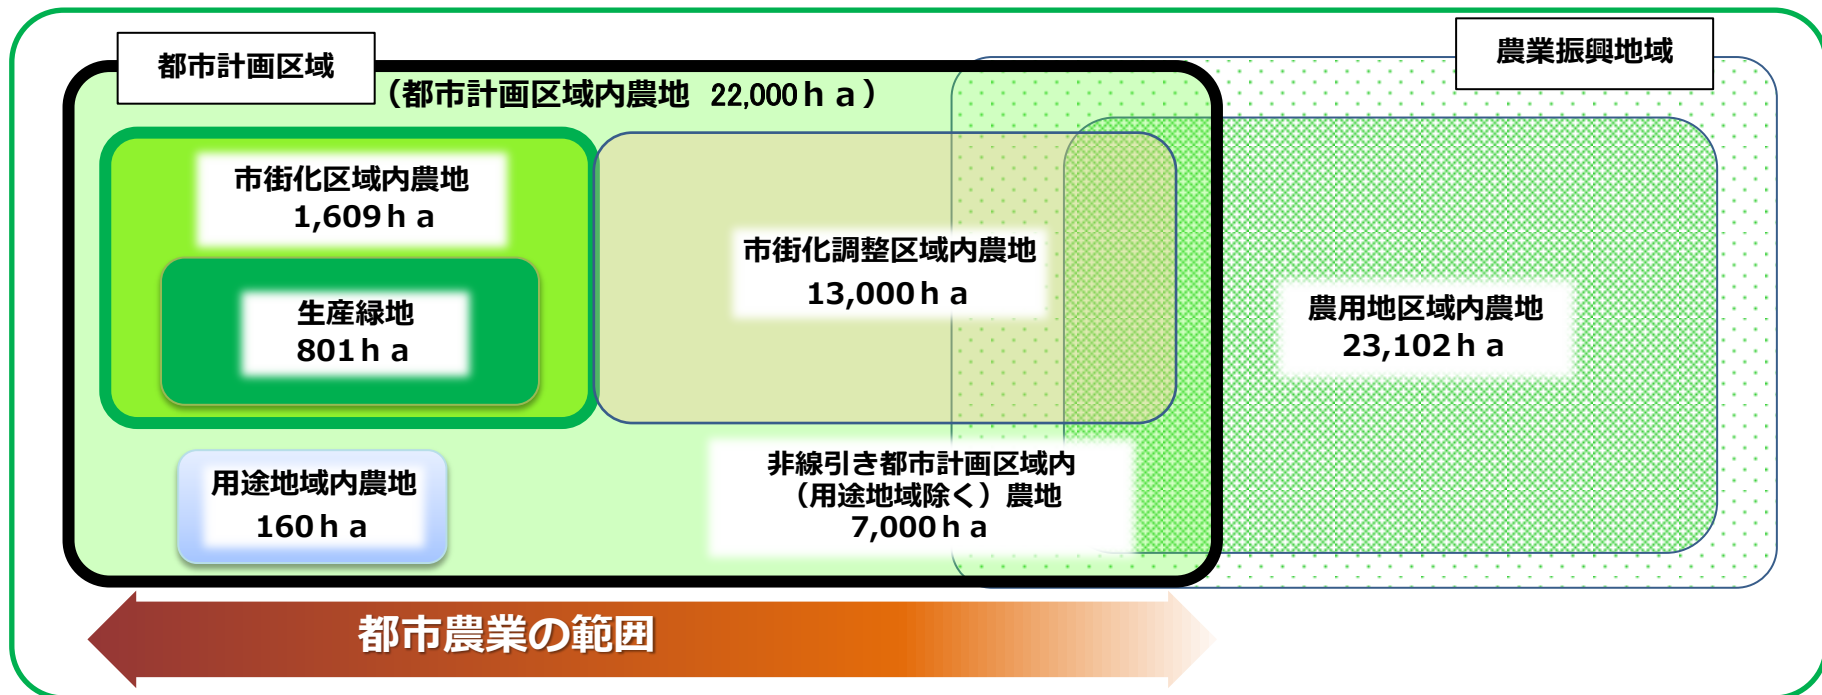 都市計画区域
農業振興地域
（都市計画区域内農地 22,000ｈａ）
市街化区域内農地
1,609ｈａ
市街化調整区域内農地
13,000ｈａ
生産緑地
801ｈａ
農用地区域内農地
23,102ｈａ
用途地域内農地
160ｈａ
非線引き都市計画区域内
（用途地域除く）農地
7,000ｈａ
都市農業の範囲